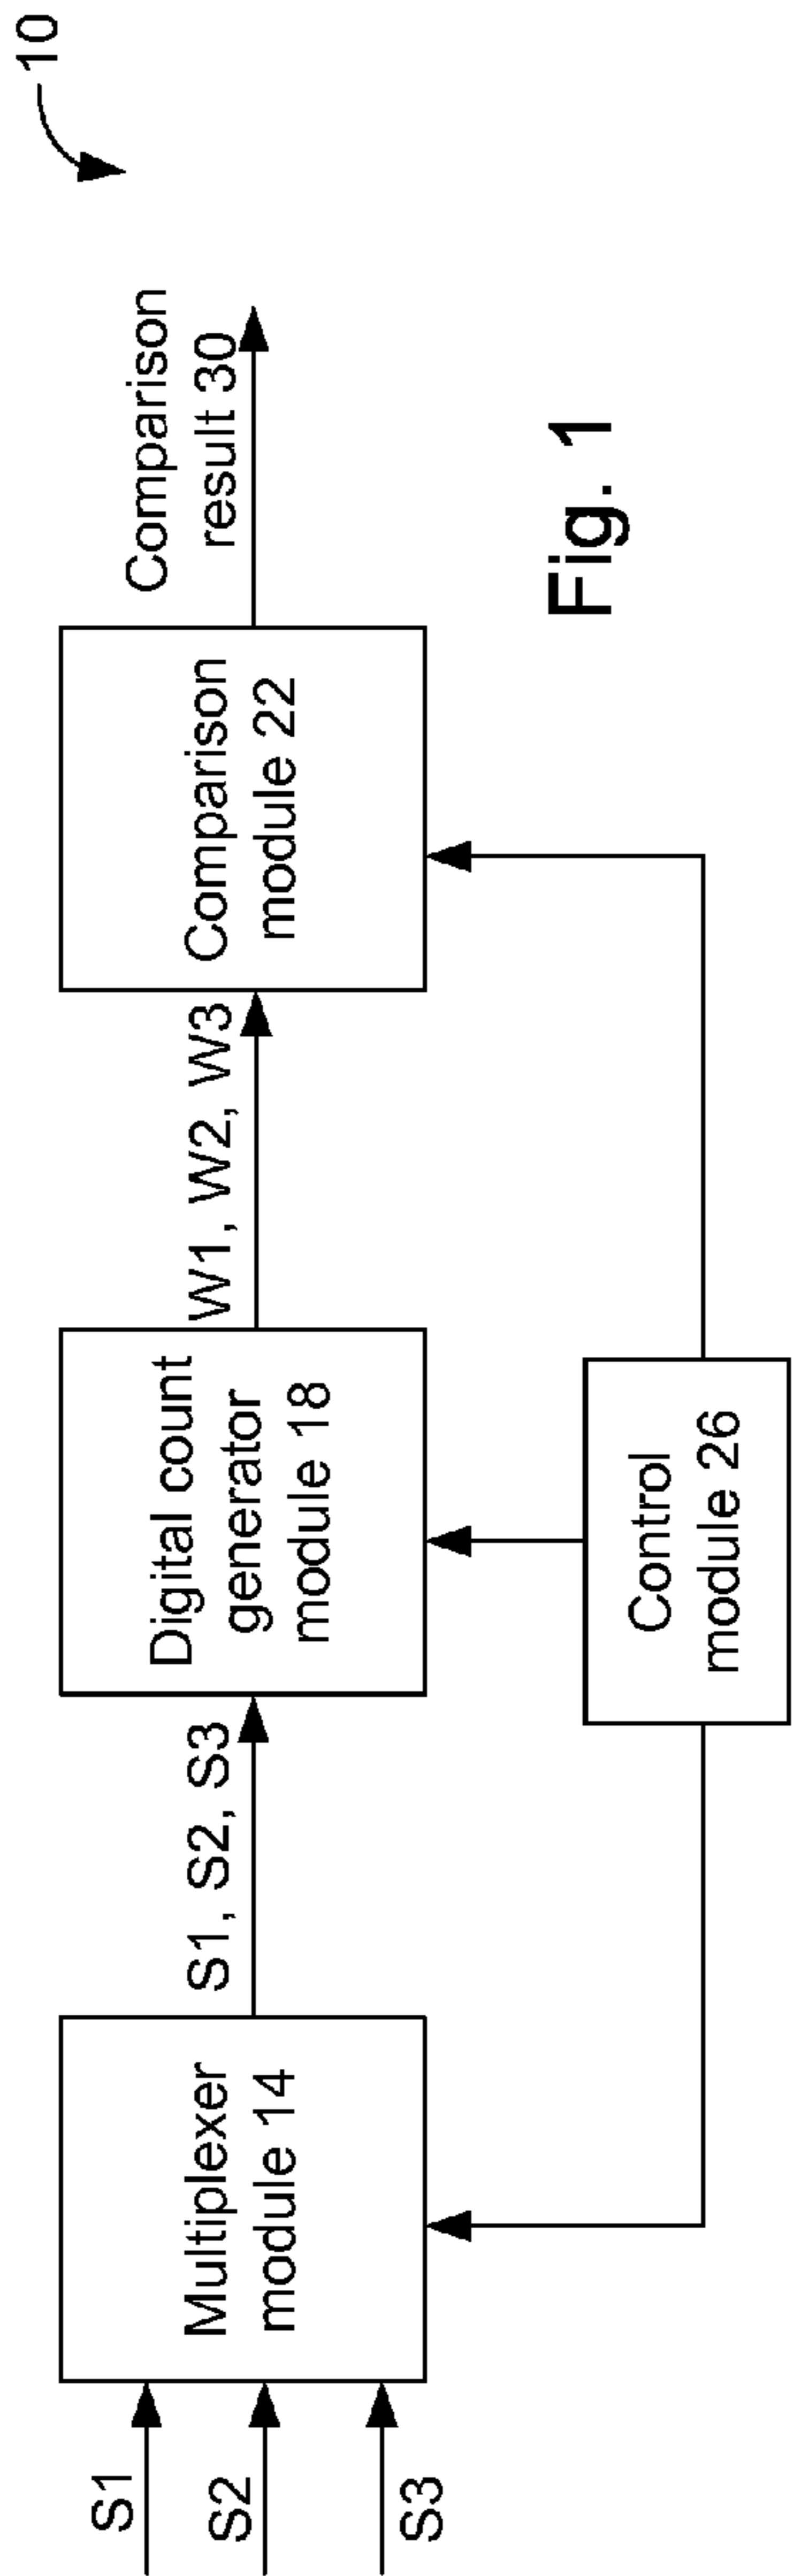 10
S1
S2
S3
Multiplexer
module 14
S1, S2, S3
Digital count
generator
module 18
W1, W2, W3
Comparison
module 22
Comparison
result 30
Control
module 26
Fig. 1